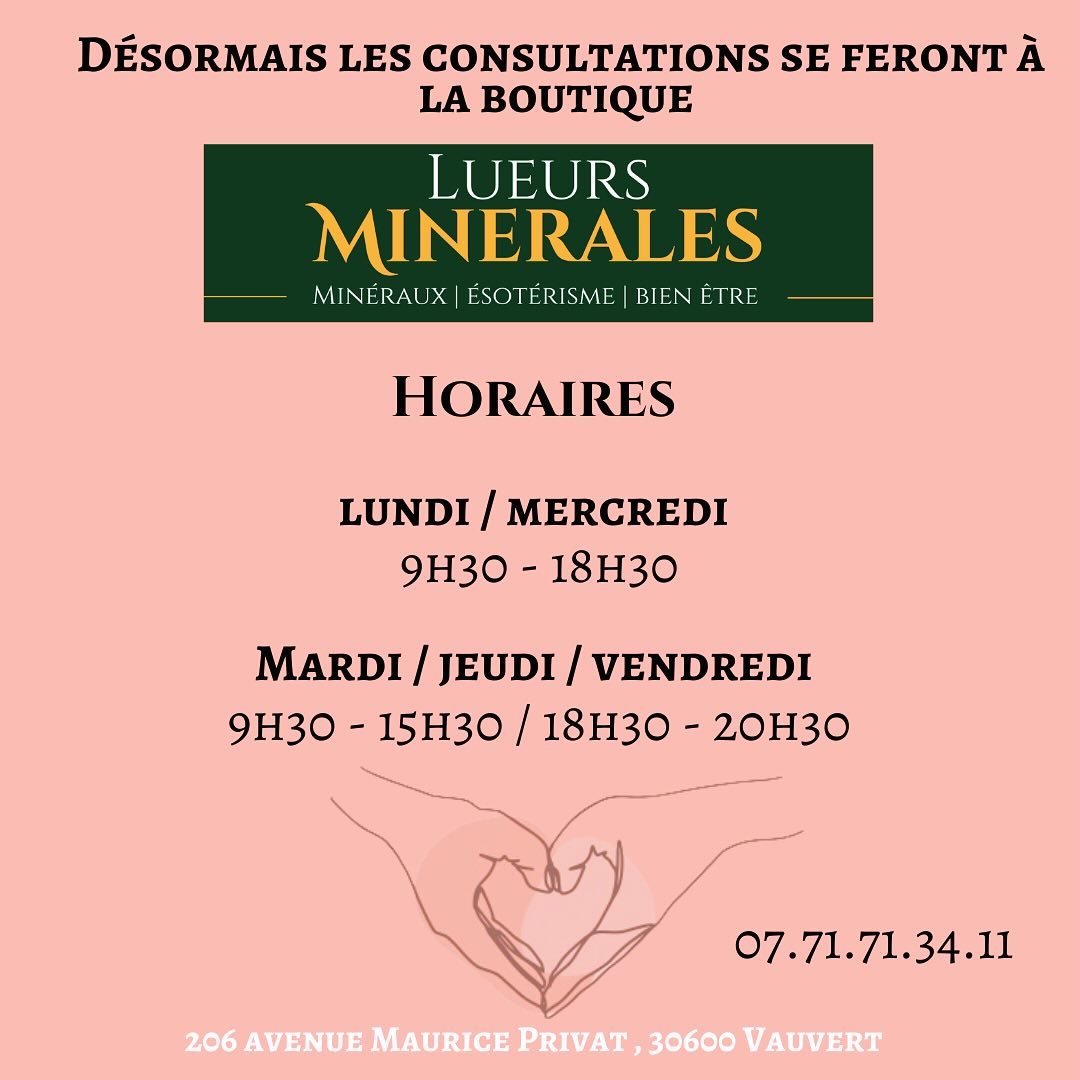 Désormais les consultations se feront à
la boutique
Lueurs
Minerales
Minéraux | ésotérisme | bien être
Horaires
lundi / mercredi
9h30 - 18h30
Mardi / jeudi / vendredi
9h30 - 15h30 / 18h30 - 20h30
07.71.71.34.11
206 avenue Maurice Privat , 30600 Vauvert